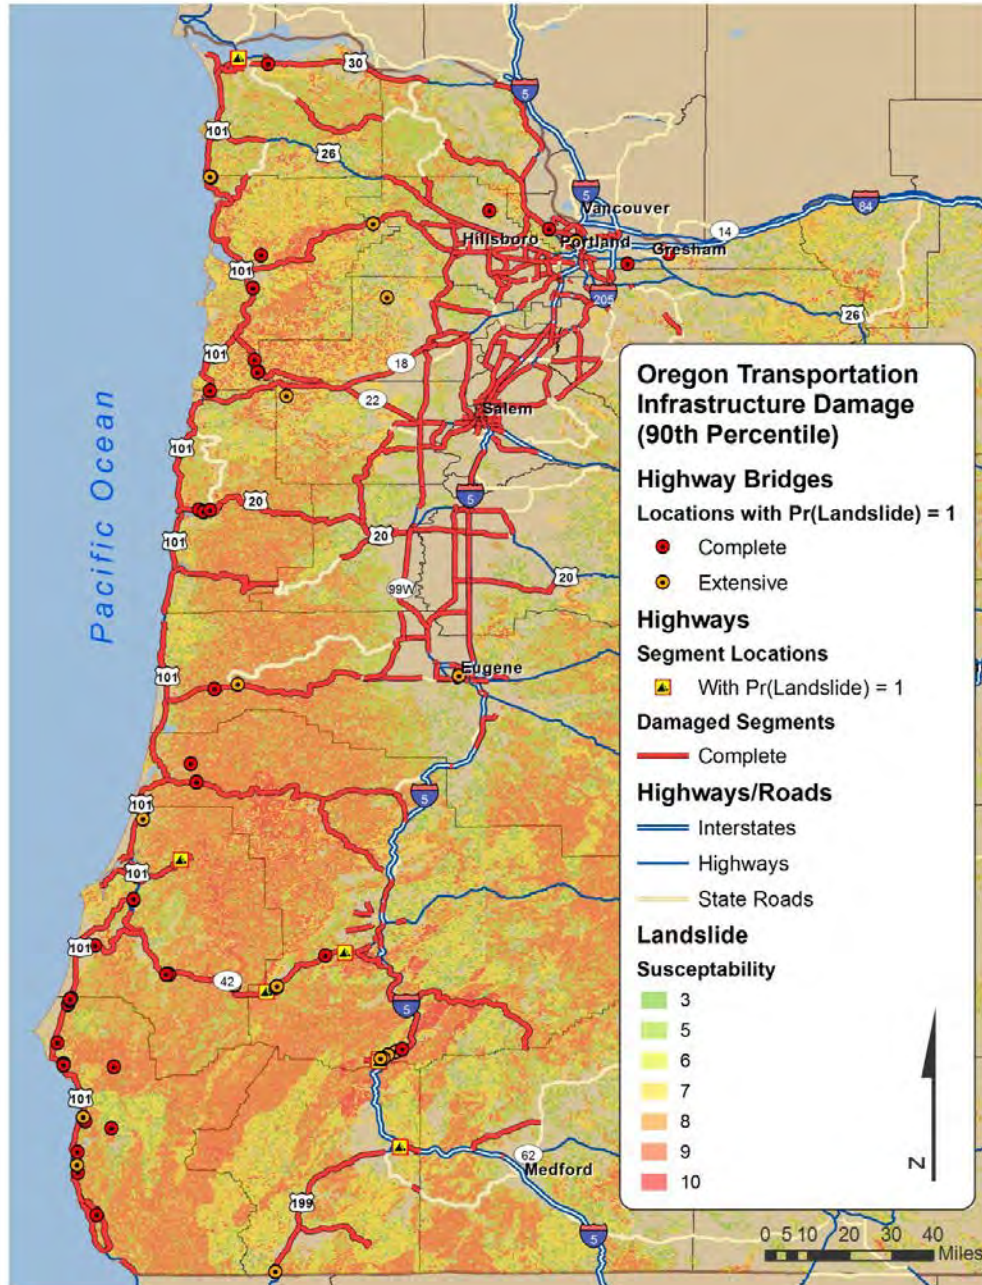 30
5
101
26
5
Vancouver
84
14
Hillsboro
Portland
Gresham
101
205
26
101
18
22
Salem
101
5
20
20
101
99W
20
101
Eugene
Pacific Ocean
5
101
101
101
42
5
101
62
Medford
199
5
Oregon Transportation
Infrastructure Damage
(90th Percentile)
Highway Bridges
Locations with Pr(Landslide) = 1
Complete
Extensive
Highways
Segment Locations
With Pr(Landslide) = 1
Damaged Segments
Complete
Highways/Roads
Interstates
Highways
State Roads
Landslide
Susceptability
3
5
6
7
8
9
10
N
0 5 10 20 30 40
Miles